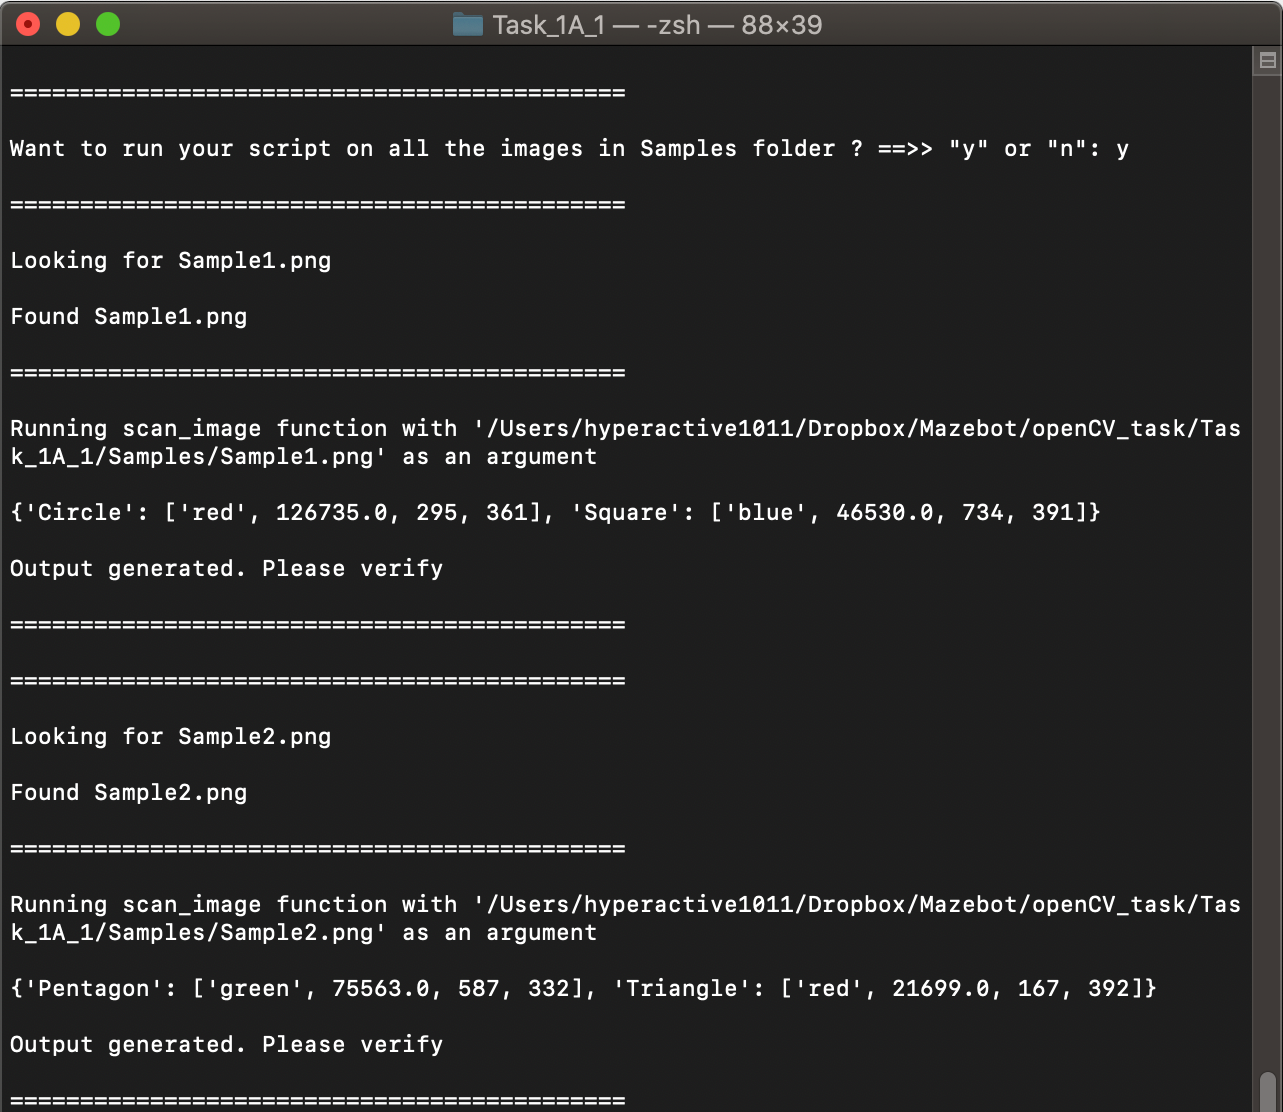 Task_1A_1 — -zsh — 88×39
============================================
Want to run your script on all the images in Samples folder ? ==>> "y" or "n": y
============================================
Looking for Sample1.png
Found Sample1.png
============================================
Running scan_image function with '/Users/hyperactive1011/Dropbox/Mazebot/openCV_task/Tas
k_1A_1/Samples/Sample1.png' as an argument
{'Circle': ['red', 126735.0, 295, 361], 'Square': ['blue', 46530.0, 734, 391]}
Output generated. Please verify
============================================
============================================
Looking for Sample2.png
Found Sample2.png
============================================
Running scan_image function with '/Users/hyperactive1011/Dropbox/Mazebot/openCV_task/Tas
k_1A_1/Samples/Sample2.png' as an argument
{'Pentagon': ['green', 75563.0, 587, 332], 'Triangle': ['red', 21699.0, 167, 392]}
Output generated. Please verify
============================================